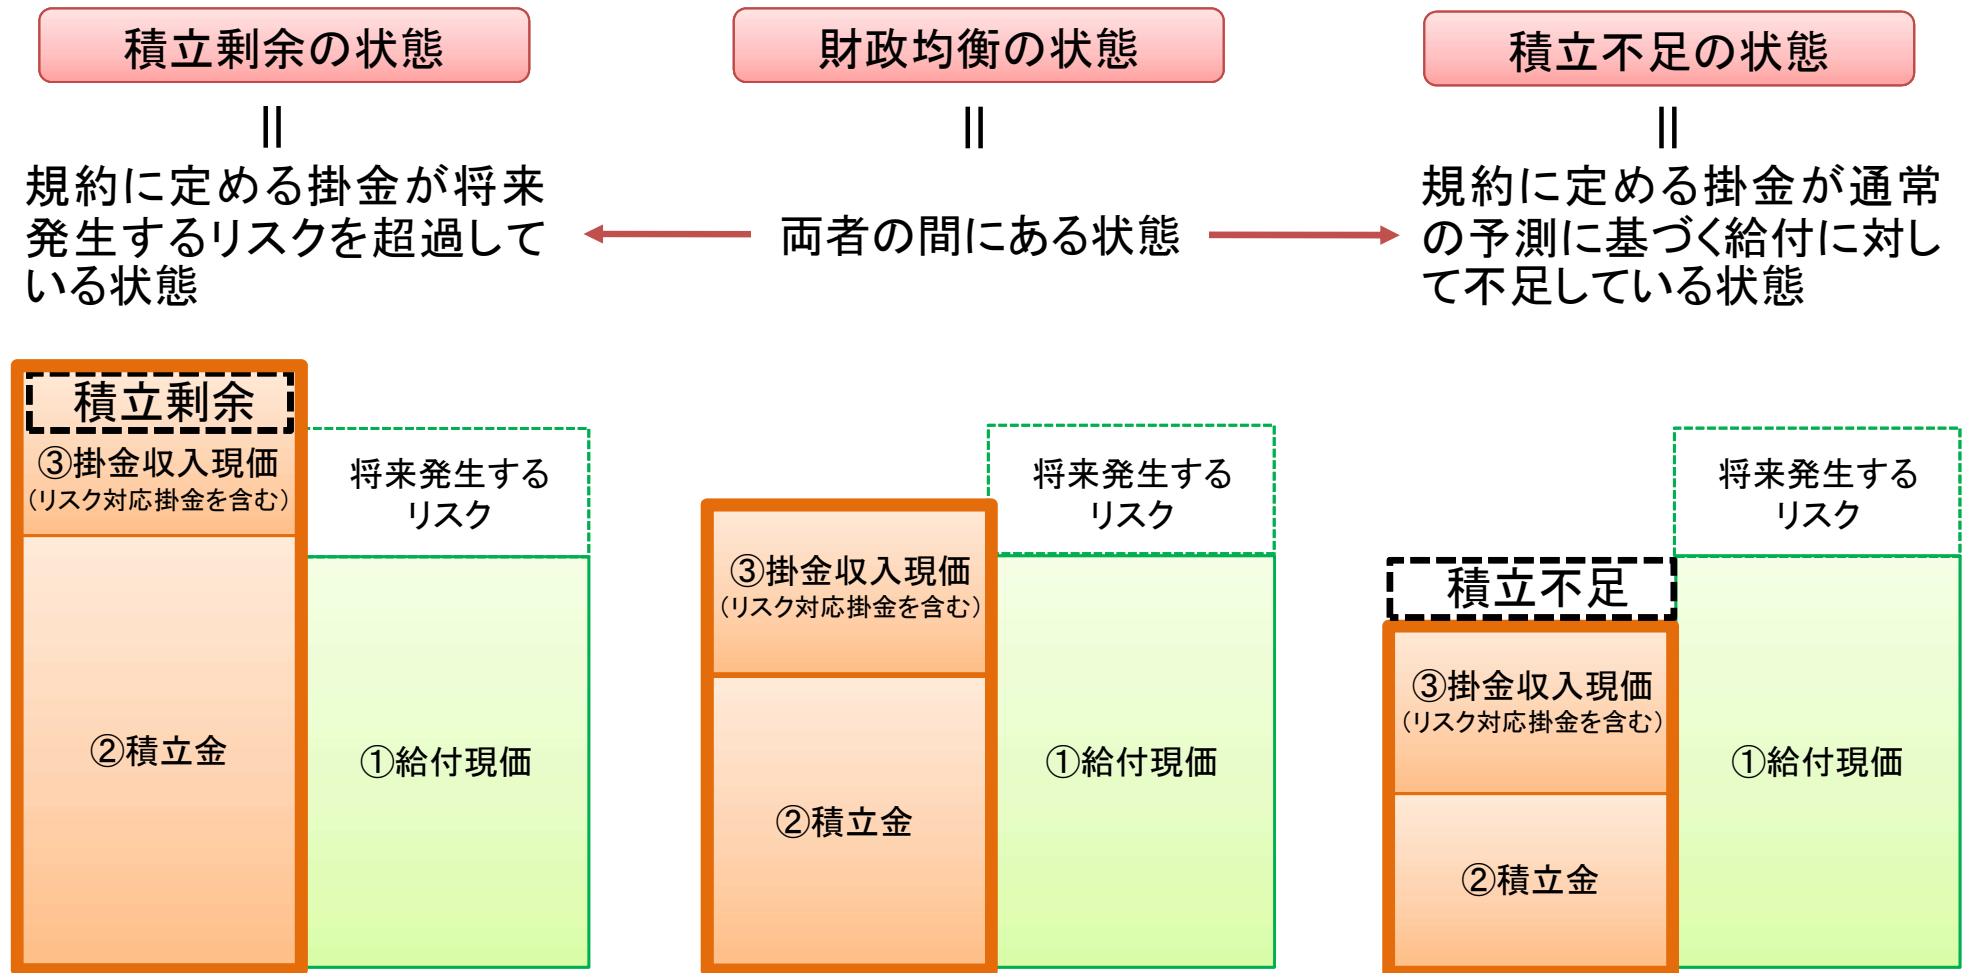 積立剰余の状態
財政均衡の状態
積立不足の状態
||
||
||
規約に定める掛金が将来
発生するリスクを超過して
いる状態
両者の間にある状態
規約に定める掛金が通常
の予測に基づく給付に対し
て不足している状態
積立剰余
③掛金収入現価
(リスク対応掛金を含む)
②積立金
将来発生する
リスク
①給付現価
③掛金収入現価
(リスク対応掛金を含む)
②積立金
将来発生する
リスク
①給付現価
積立不足
③掛金収入現価
(リスク対応掛金を含む)
②積立金
将来発生する
リスク
①給付現価